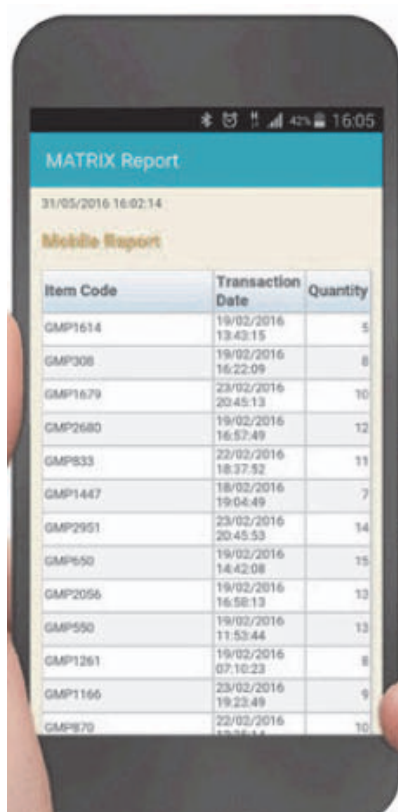 42% 16:05
MATRIX Report
31/05/2016 16:02:14
Mobile Report
Item Code Transaction Date Quantity
GMP1614 19/02/2016 13:43:15 5
GMP308 19/02/2016 16:22:09 8
GMP1679 23/02/2016 20:45:13 10
GMP2680 19/02/2016 16:57:49 12
GMP833 22/02/2016 18:37:52 11
GMP1447 18/02/2016 19:04:49 7
GMP2951 23/02/2016 20:45:53 14
GMP650 19/02/2016 14:42:08 15
GMP2056 19/02/2016 16:58:13 13
GMP550 19/02/2016 11:53:44 13
GMP1261 19/02/2016 07:10:23 8
GMP1166 23/02/2016 19:23:49 9
GMP870 22/02/2016 10